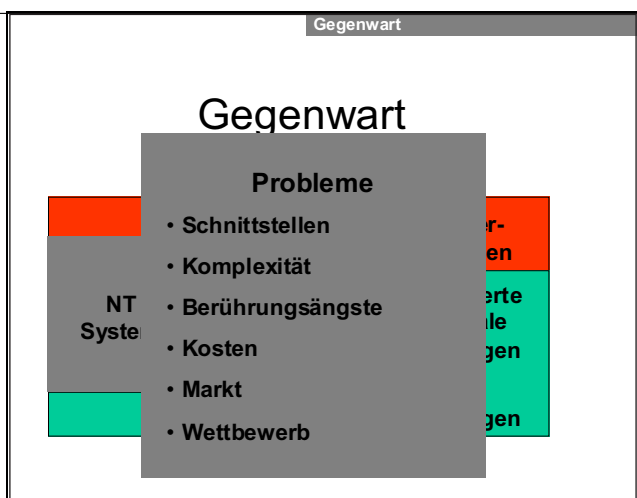 Gegenwart
Gegenwart
Probleme
• Schnittstellen
• Komplexität
• Berührungsängste
• Kosten
• Markt
• Wettbewerb
NT